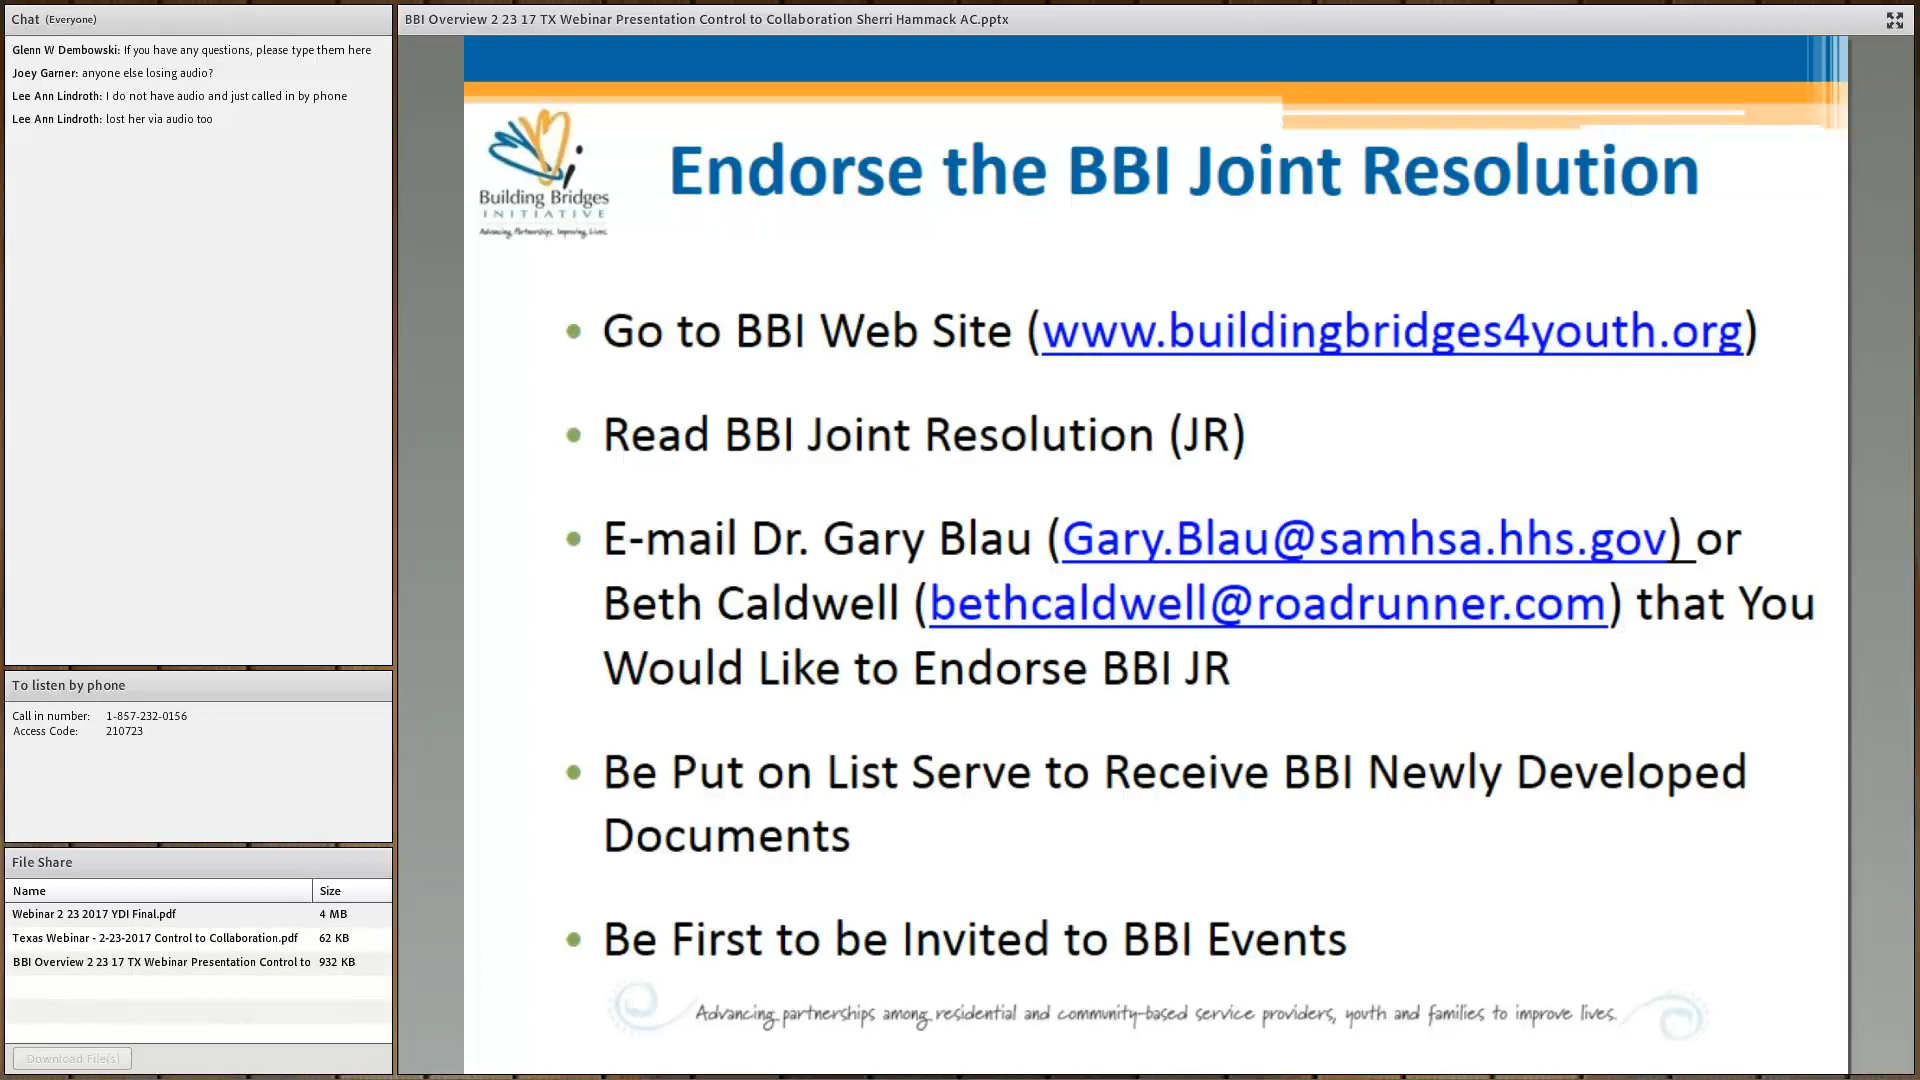 Chat (Everyone)
Glenn W Dembowski: If you have any questions, please type them here
Joey Garner: anyone else losing audio?
Lee Ann Lindroth: I do not have audio and just called in by phone
Lee Ann Lindroth: lost her via audio too
To listen by phone
Call in number: 1-857-232-0156
Access Code: 210723
File Share
Name Size
Webinar 2 23 2017 YDI Final.pdf 4 MB
Texas Webinar - 2-23-2017 Control to Collaboration.pdf 62 KB
BBI Overview 2 23 17 TX Webinar Presentation Control to 932 KB
Download File(s)
BBI Overview 2 23 17 TX Webinar Presentation Control to Collaboration Sherri Hammack AC.pptx
Building Bridges
INITIATIVE
Advancing Partnerships. Improving Lives.
Endorse the BBI Joint Resolution
• Go to BBI Web Site (www.buildingbridges4youth.org)
• Read BBI Joint Resolution (JR)
• E-mail Dr. Gary Blau (Gary.Blau@samhsa.hhs.gov) or
Beth Caldwell (bethcaldwell@roadrunner.com) that You
Would Like to Endorse BBI JR
• Be Put on List Serve to Receive BBI Newly Developed
Documents
• Be First to be Invited to BBI Events
Advancing partnerships among residential and community-based service providers, youth and families to improve lives.